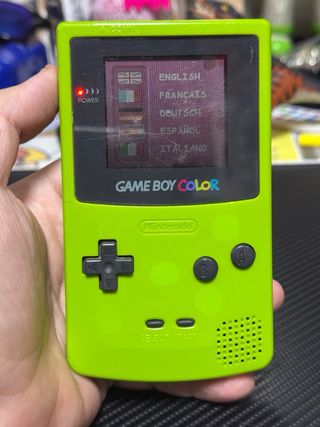 ENGLISH
FRANÇAIS
DEUTSCH
ESPAÑOL
ITALIANO
POWER
GAME BOY COLOR
Nintendo
B A
SELECT START